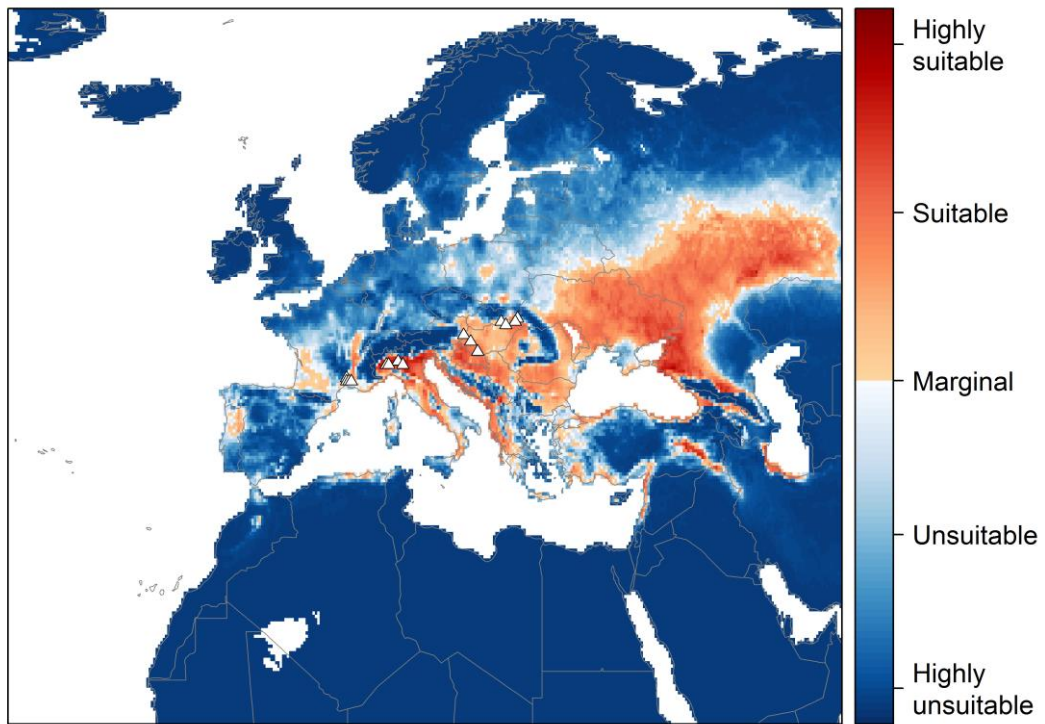 Highly
suitable
Suitable
Marginal
Unsuitable
Highly
unsuitable